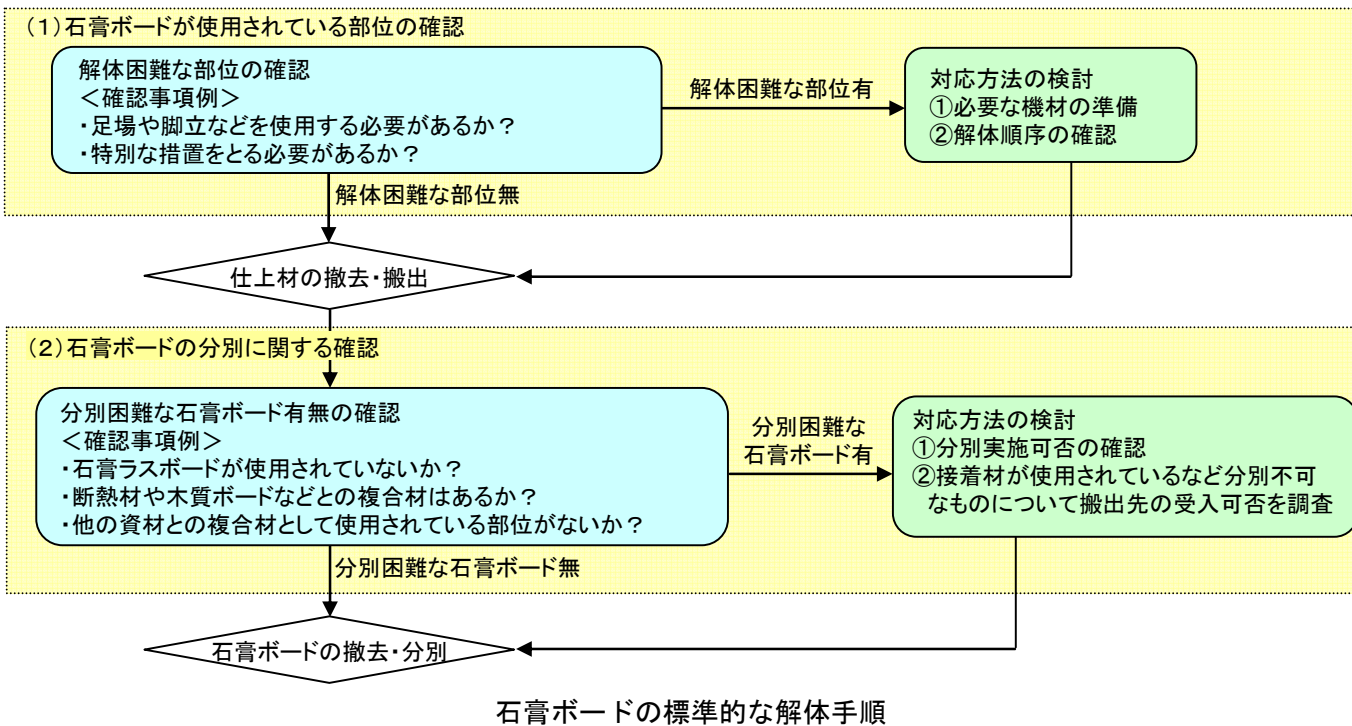 （１）石膏ボードが使用されている部位の確認
解体困難な部位の確認
＜確認事項例＞
・足場や脚立などを使用する必要があるか？
・特別な措置をとる必要があるか？
解体困難な部位有
対応方法の検討
①必要な機材の準備
②解体順序の確認
解体困難な部位無
仕上材の撤去・搬出
（２）石膏ボードの分別に関する確認
分別困難な石膏ボード有無の確認
＜確認事項例＞
・石膏ラスボードが使用されていないか？
・断熱材や木質ボードなどとの複合材はあるか？
・他の資材との複合材として使用されている部位がないか？
分別困難な
石膏ボード有
対応方法の検討
①分別実施可否の確認
②接着材が使用されているなど分別不可
なものについて搬出先の受入可否を調査
分別困難な石膏ボード無
石膏ボードの撤去・分別
石膏ボードの標準的な解体手順